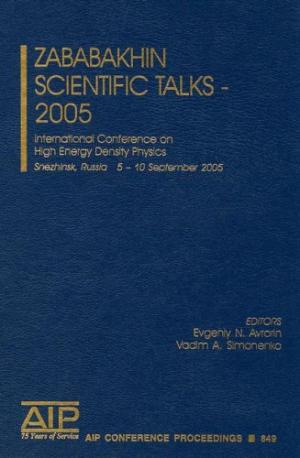 ZABABAKHIN
SCIENTIFIC TALKS -
2005
International Conference on
High Energy Density Physics
Snezhinsk, Russia 5 – 10 September 2005
EDITORS
Evgeniy N. Avrorin
Vadim A. Simonenko
AIP
75 Years of Service
AIP CONFERENCE PROCEEDINGS ■ 849